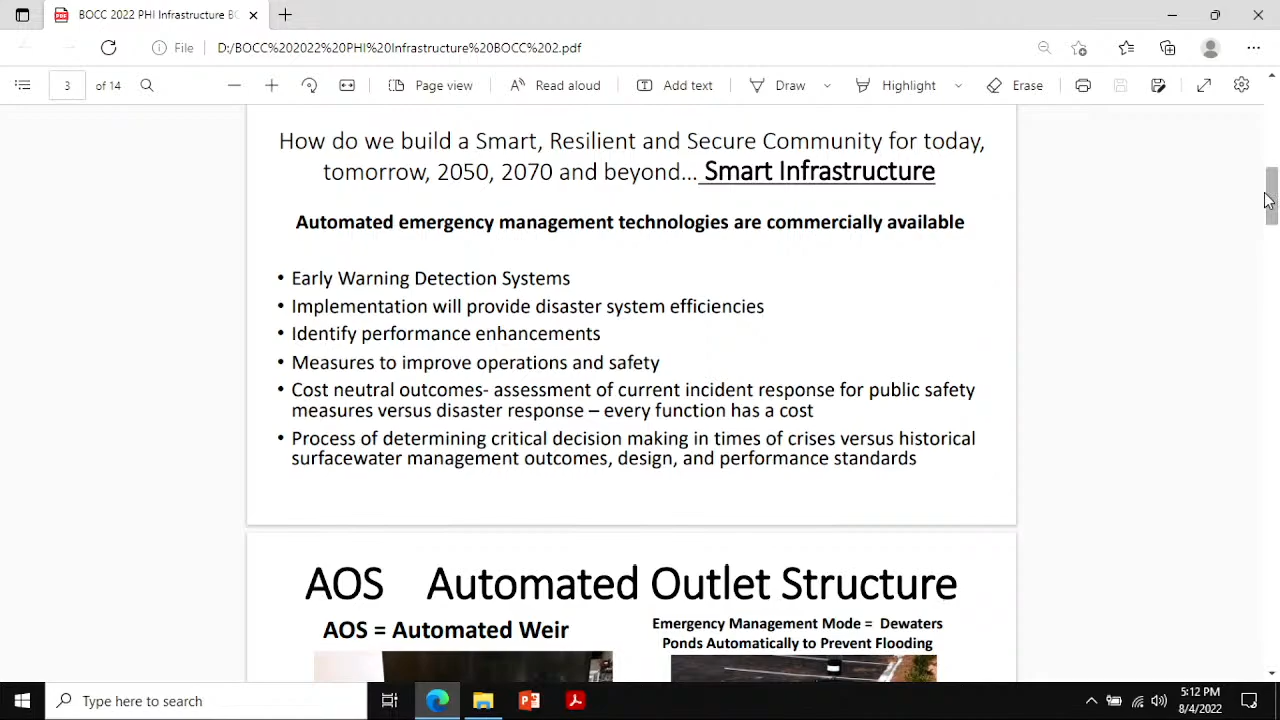 BOCC 2022 PHI Infrastructure BC
File
D:/BOCC%202022%20PHI%20Infrastructure%20BOCC%202.pdf
3 of 14
Page view
Read aloud
Add text
Draw
Highlight
Erase
How do we build a Smart, Resilient and Secure Community for today,
tomorrow, 2050, 2070 and beyond... Smart Infrastructure
Automated emergency management technologies are commercially available
• Early Warning Detection Systems
• Implementation will provide disaster system efficiencies
• Identify performance enhancements
• Measures to improve operations and safety
• Cost neutral outcomes- assessment of current incident response for public safety
measures versus disaster response – every function has a cost
• Process of determining critical decision making in times of crises versus historical
surfacewater management outcomes, design, and performance standards
AOS Automated Outlet Structure
AOS = Automated Weir
Emergency Management Mode = Dewaters
Ponds Automatically to Prevent Flooding
Type here to search
5:12 PM
8/4/2022